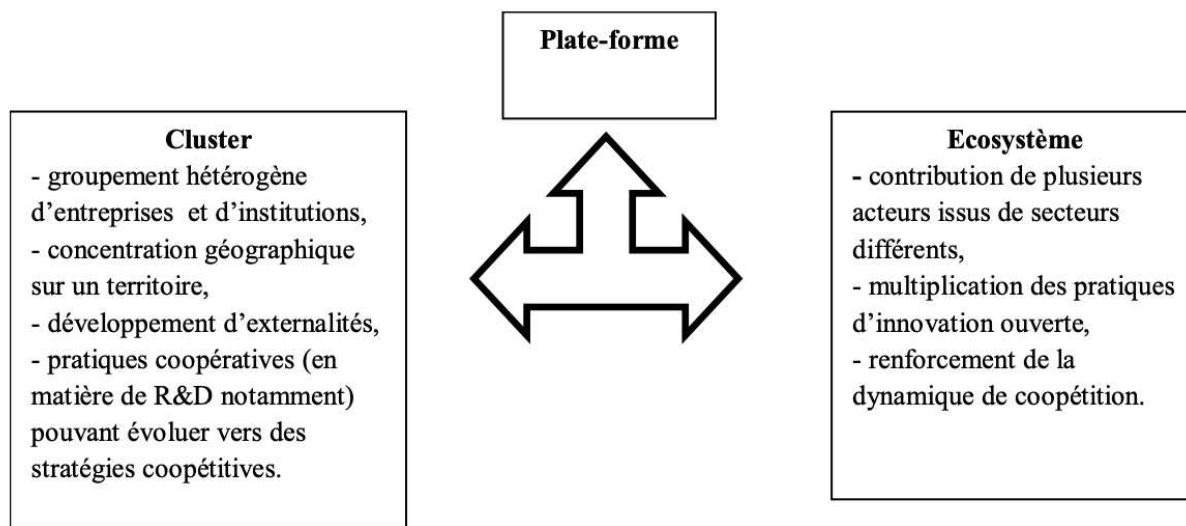 Plate-forme
Cluster
- groupement hétérogène
d’entreprises et d’institutions,
- concentration géographique
sur un territoire,
- développement d’externalités,
- pratiques coopératives (en
matière de R&D notamment)
pouvant évoluer vers des
stratégies coopétitives.
Ecosystème
- contribution de plusieurs
acteurs issus de secteurs
différents,
- multiplication des pratiques
d’innovation ouverte,
- renforcement de la
dynamique de coopétition.